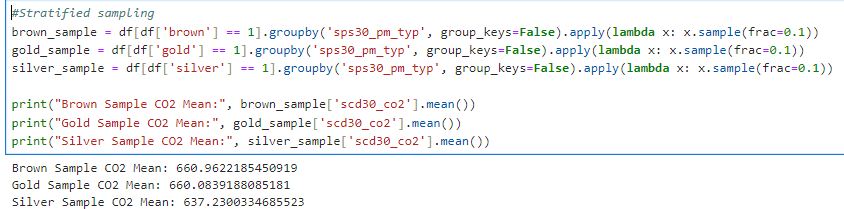 #Stratified sampling
brown_sample = df[df['brown'] == 1].groupby('sps30_pm_typ', group_keys=False).apply(lambda x: x.sample(frac=0.1))
gold_sample = df[df['gold'] == 1].groupby('sps30_pm_typ', group_keys=False).apply(lambda x: x.sample(frac=0.1))
silver_sample = df[df['silver'] == 1].groupby('sps30_pm_typ', group_keys=False).apply(lambda x: x.sample(frac=0.1))
print("Brown Sample CO2 Mean:", brown_sample['scd30_co2'].mean())
print("Gold Sample CO2 Mean:", gold_sample['scd30_co2'].mean())
print("Silver Sample CO2 Mean:", silver_sample['scd30_co2'].mean())
Brown Sample CO2 Mean: 660.9622185450919
Gold Sample CO2 Mean: 660.0839188085181
Silver Sample CO2 Mean: 637.2300334685523